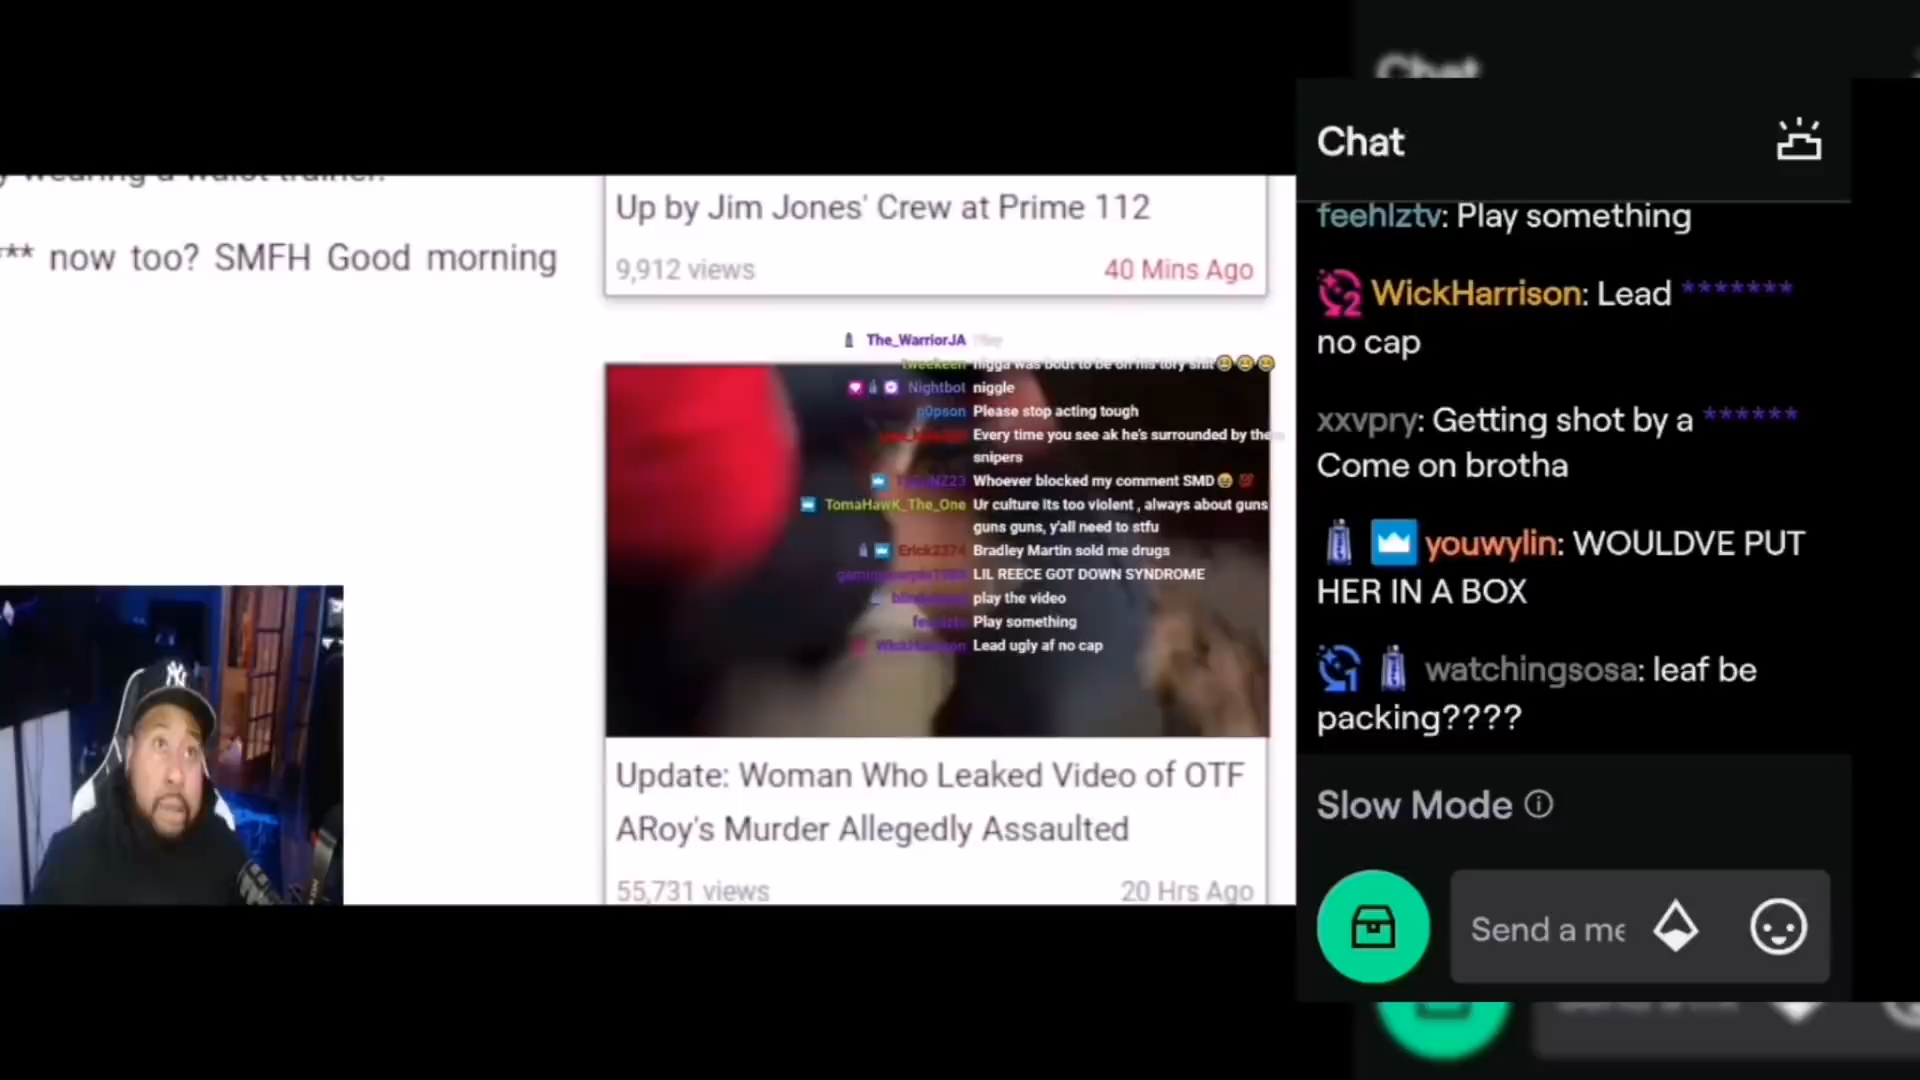 Chat
wearing a waist trainer.
*** now too? SMFH Good morning
Up by Jim Jones' Crew at Prime 112
9,912 views
40 Mins Ago
The_WarriorJA
tweekeen nigga was bout to be on his tory shit😢😢😢
Nightbot niggle
p0pson Please stop acting tough
Every time you see ak he's surrounded by the
snipers
Whoever blocked my comment SMD
TomaHawK_The_One Ur culture its too violent , always about guns
guns guns, y'all need to stfu
Erick2374 Bradley Martin sold me drugs
LIL REECE GOT DOWN SYNDROME
play the video
feehlztv Play something
WickHarrison Lead ugly af no cap
Update: Woman Who Leaked Video of OTF
ARoy's Murder Allegedly Assaulted
55,731 views
20 Hrs Ago
Chat
feehlztv: Play something
WickHarrison: Lead *******
no cap
xxvpry: Getting shot by a ******
Come on brotha
youwylin: WOULDVE PUT
HER IN A BOX
watchingsosa: leaf be
packing????
Slow Mode
Send a me